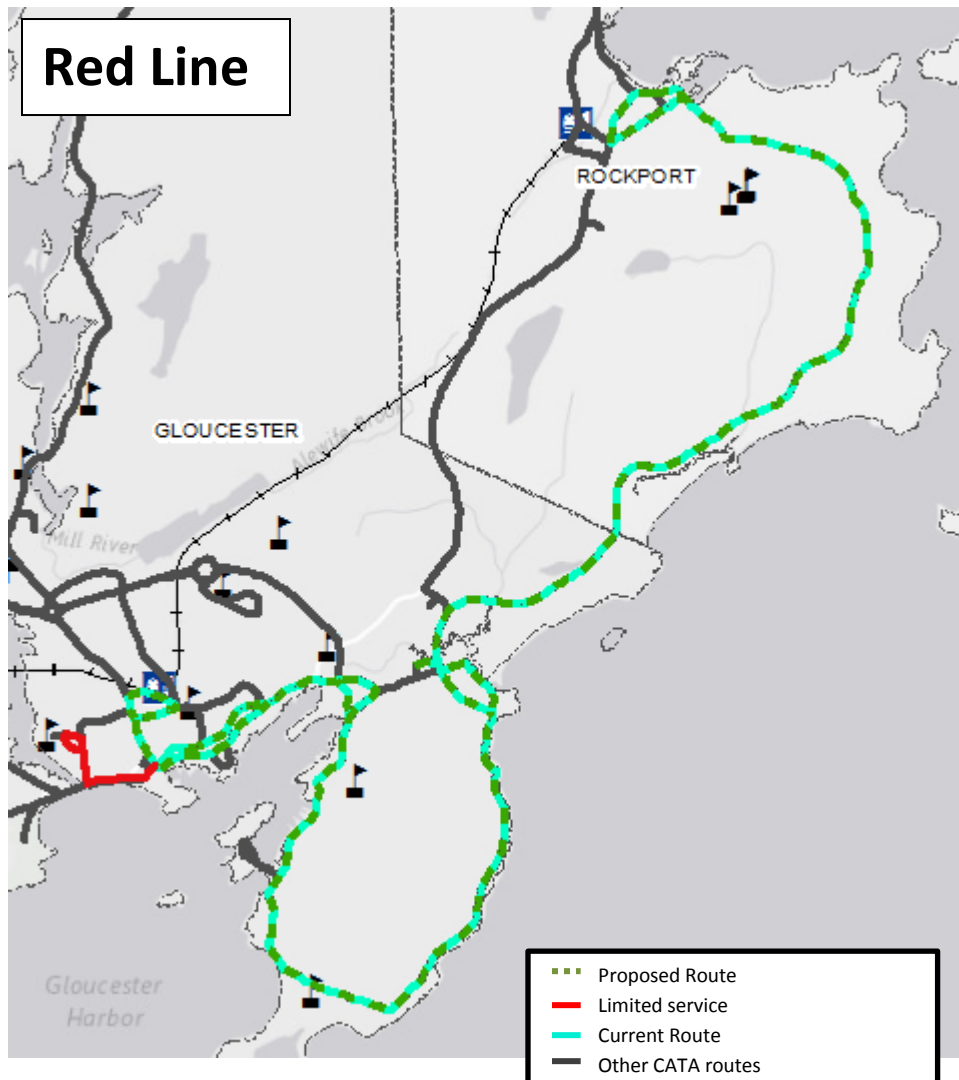 Red Line
ROCKPORT
GLOUCESTER
Alewife Brook
Mill River
Gloucester
Harbor
Proposed Route
Limited service
Current Route
Other CATA routes